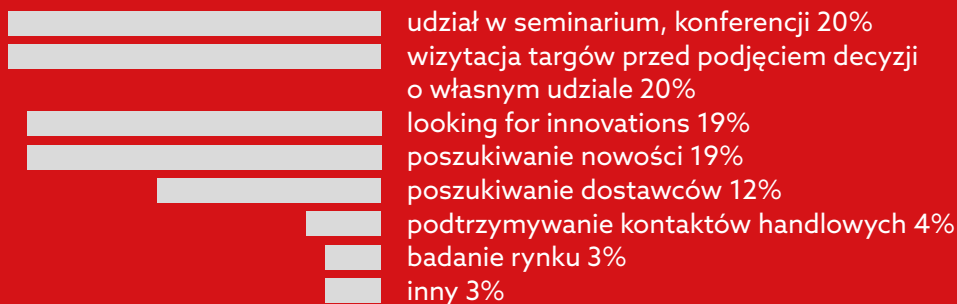 udział w seminarium, konferencji 20%
wizytacja targów przed podjęciem decyzji
o własnym udziale 20%
looking for innovations 19%
poszukiwanie nowości 19%
poszukiwanie dostawców 12%
podtrzymywanie kontaktów handlowych 4%
badanie rynku 3%
inny 3%